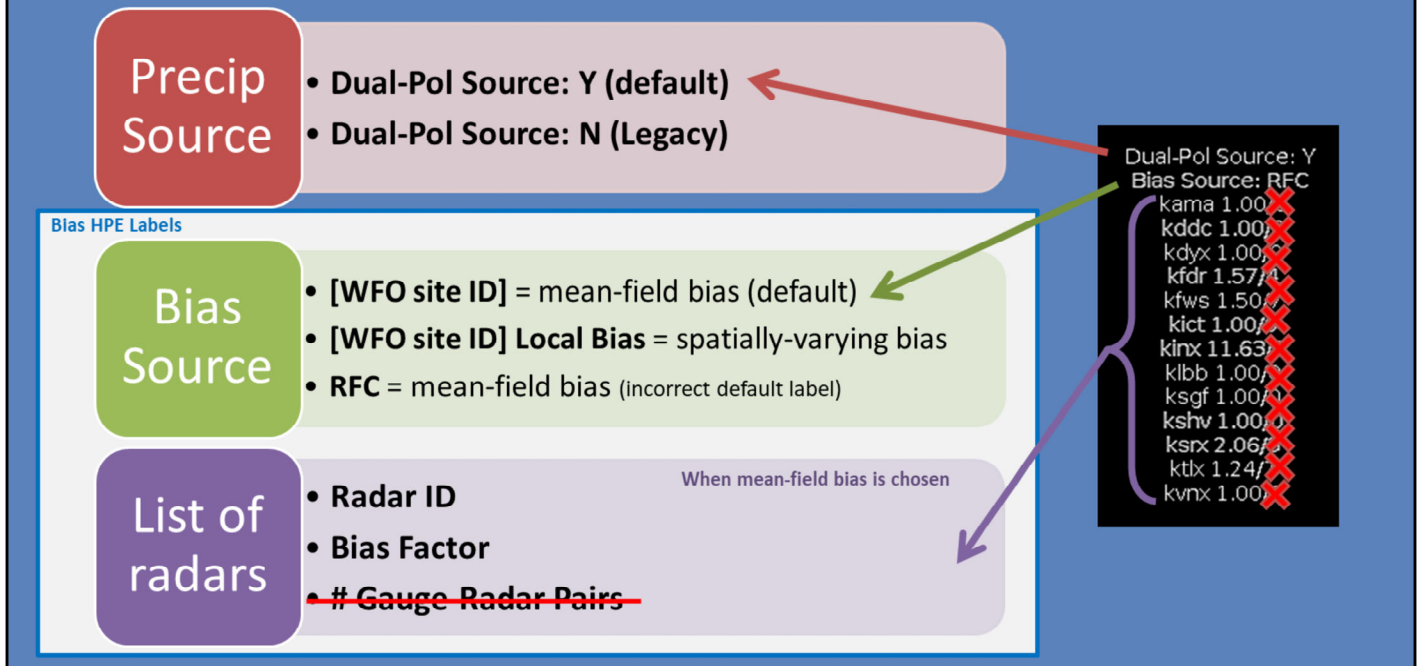 Precip
Source
• Dual-Pol Source: Y (default)
• Dual-Pol Source: N (Legacy)
Bias HPE Labels
Bias
Source
• [WFO site ID] = mean-field bias (default)
• [WFO site ID] Local Bias = spatially-varying bias
• RFC = mean-field bias (incorrect default label)
List of
radars
When mean-field bias is chosen
• Radar ID
• Bias Factor
• # Gauge-Radar Pairs
Dual-Pol Source: Y
Bias Source: RFC
kama 1.00/
kddc 1.00/
kdyx 1.00/
kfdr 1.57/
kfws 1.50/
kict 1.00/
kinx 11.63/
klbb 1.00/
ksgf 1.00/
kshv 1.00/
ksrx 2.06/
ktlx 1.24/
kvnx 1.00/